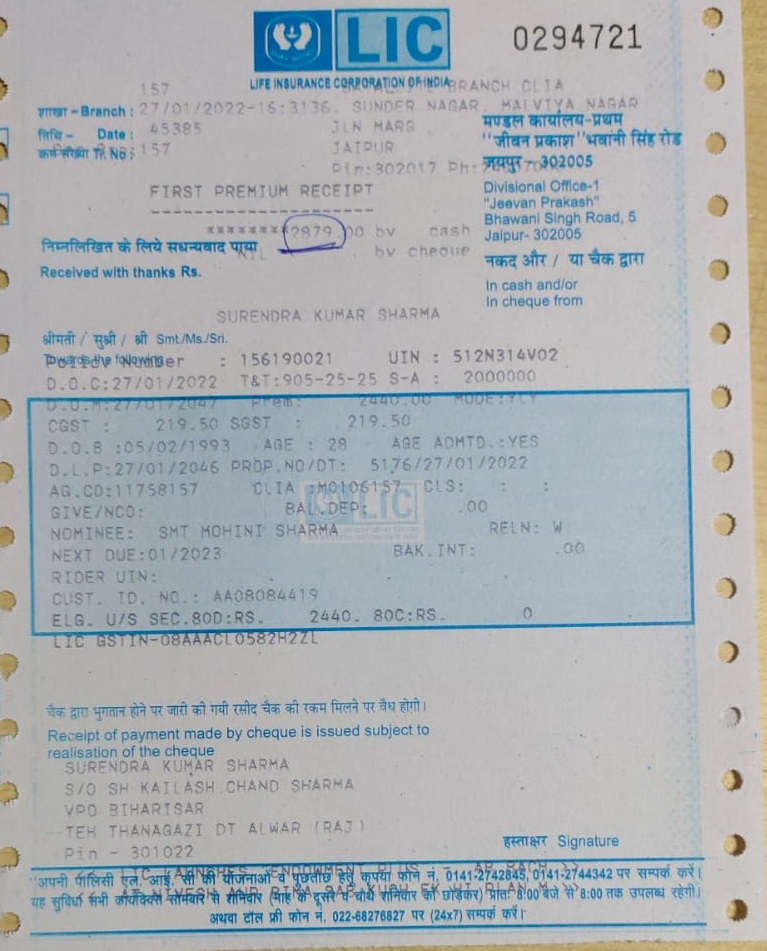 LIC
0294721
LIFE INSURANCE CORPORATION OF INDIA
BRANCH CLIA
157
शाखा – Branch : 27/01/2022-16:3136, SUNDER NAGAR, MALVIYA NAGAR
तिथि – Date : 45385 JLN MARG
Tr. No : 157 JAIPUR
Pin:302017 Ph:
मण्डल कार्यालय-प्रथम
"जीवन प्रकाश" भवानी सिंह रोड
जयपुर - 302005
FIRST PREMIUM RECEIPT
Divisional Office-1
"Jeevan Prakash"
Bhawani Singh Road, 5
Jaipur- 302005
*******2879.00 by cash
NIL by cheque
निम्नलिखित के लिये सधन्यवाद पाया
Received with thanks Rs.
नकद और / या चैक द्वारा
In cash and/or
In cheque from
SURENDRA KUMAR SHARMA
श्रीमती / सुश्री / श्री Smt./Ms./Sri.
Towards the following
Policy Number : 156190021 UIN : 512N314V02
D.O.C:27/01/2022 T&T:905-25-25 S-A : 2000000
D.O.M:27/01/2047 Prem: 2440.00 MODE:YLY
CGST : 219.50 SGST : 219.50
D.O.B :05/02/1993 AGE : 28 AGE ADMTD.:YES
D.L.P:27/01/2046 PROP.NO/DT: 5176/27/01/2022
AG.CD:11758157 CLIA :M0106157 CLS: : :
GIVE/NCO: BAL.DEP: .00
LIC
NOMINEE: SMT MOHINI SHARMA RELN: W
NEXT DUE:01/2023 BAK.INT: .00
RIDER UIN:
CUST. ID. NO.: AA08084419
ELG. U/S SEC.80D:RS. 2440. 80C:RS. 0
LIC GSTIN-08AAACL0582H2ZL
चैक द्वारा भुगतान होने पर जारी की गयी रसीद चैक की रकम मिलने पर वैध होगी।
Receipt of payment made by cheque is issued subject to
realisation of the cheque
SURENDRA KUMAR SHARMA
S/O SH KAILASH CHAND SHARMA
VPO BIHARISAR
TEH THANAGAZI DT ALWAR (RAJ)
Pin - 301022
हस्ताक्षर Signature
"अपनी पालिसी एल. आई. सी. की योजनाओं व पूछताछ हेतु कृपया फोन नं. 0141-2742845, 0141-2744342 पर सम्पर्क करें।
यह सुविधा सभी कार्यदिवस सोमवार से शनिवार (माह के दूसरे व चौथे शनिवार को छोड़कर) प्रातः 8:00 बजे से 8:00 तक उपलब्ध रहेगी।
अथवा टॉल फ्री फोन नं. 022-68276827 पर (24x7) सम्पर्क करें।